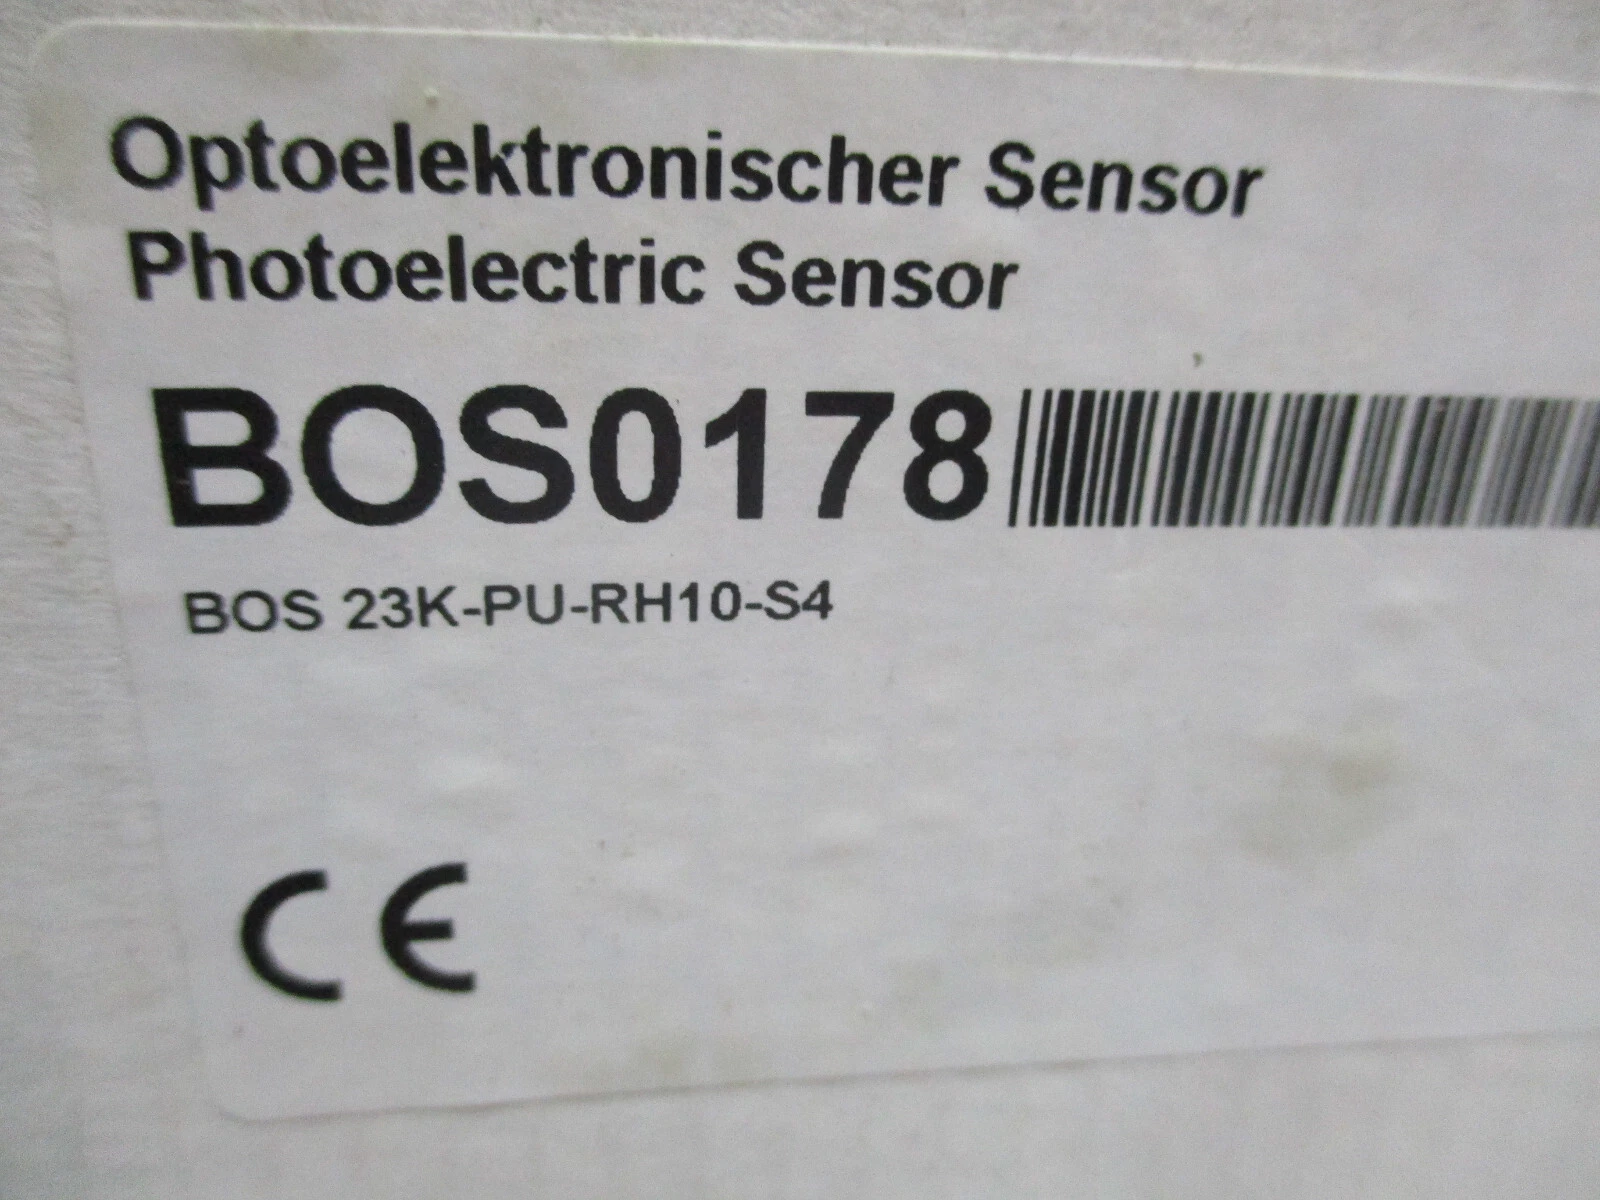 Optoelektronischer Sensor
Photoelectric Sensor
BOS0178
BOS 23K-PU-RH10-S4
CE